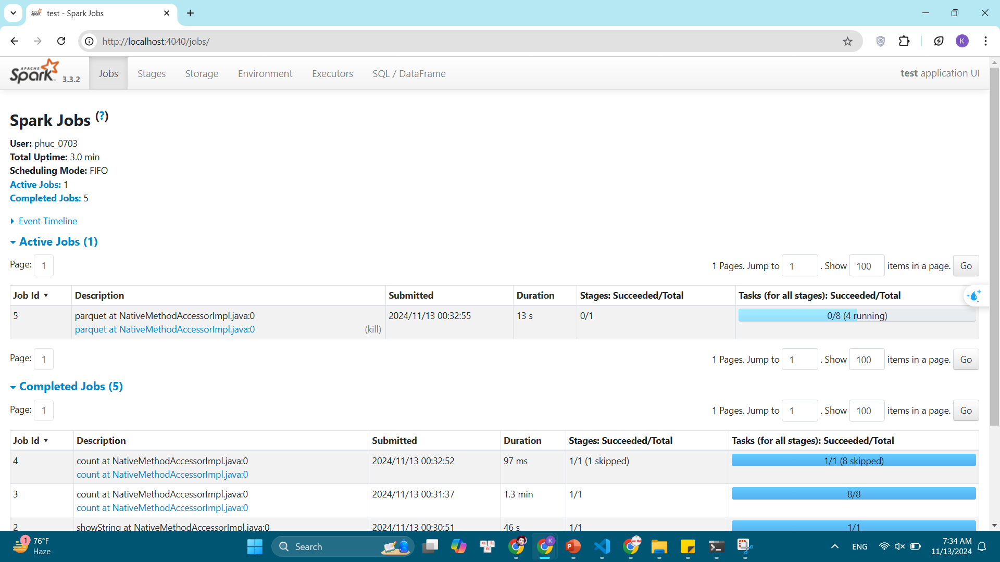 test - Spark Jobs
http://localhost:4040/jobs/
K
APACHE
Spark 3.3.2
Jobs
Stages
Storage
Environment
Executors
SQL / DataFrame
test application UI
Spark Jobs (?)
User: phuc_0703
Total Uptime: 3.0 min
Scheduling Mode: FIFO
Active Jobs: 1
Completed Jobs: 5
Event Timeline
Active Jobs (1)
Page: 1
1 Pages. Jump to 1 . Show 100 items in a page. Go
Job Id ▼ Description Submitted Duration Stages: Succeeded/Total Tasks (for all stages): Succeeded/Total
5 parquet at NativeMethodAccessorImpl.java:0 2024/11/13 00:32:55 13 s 0/1 0/8 (4 running)
parquet at NativeMethodAccessorImpl.java:0 (kill)
Page: 1
1 Pages. Jump to 1 . Show 100 items in a page. Go
Completed Jobs (5)
Page: 1
1 Pages. Jump to 1 . Show 100 items in a page. Go
Job Id ▼ Description Submitted Duration Stages: Succeeded/Total Tasks (for all stages): Succeeded/Total
4 count at NativeMethodAccessorImpl.java:0 2024/11/13 00:32:52 97 ms 1/1 (1 skipped) 1/1 (8 skipped)
count at NativeMethodAccessorImpl.java:0
3 count at NativeMethodAccessorImpl.java:0 2024/11/13 00:31:37 1.3 min 1/1 8/8
count at NativeMethodAccessorImpl.java:0
2 showString at NativeMethodAccessorImpl.java:0 2024/11/13 00:30:51 46 s 1/1 1/1
1
76°F
Haze
Search
K
ENG
7:34 AM
11/13/2024